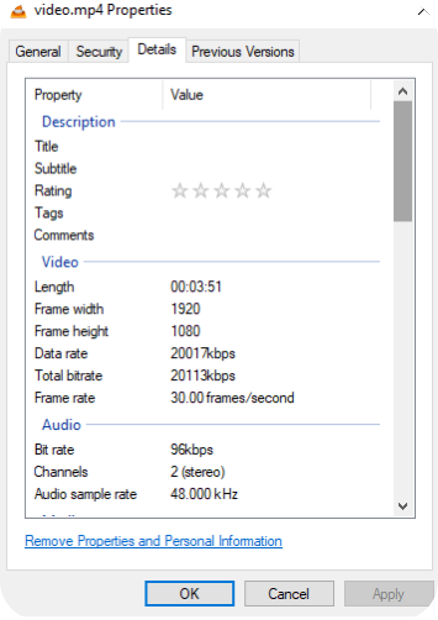 video.mp4 Properties
General Security Details Previous Versions
Property Value
Description
Title
Subtitle
Rating
Tags
Comments
Video
Length 00:03:51
Frame width 1920
Frame height 1080
Data rate 20017kbps
Total bitrate 20113kbps
Frame rate 30.00 frames/second
Audio
Bit rate 96kbps
Channels 2 (stereo)
Audio sample rate 48.000 kHz
Remove Properties and Personal Information
OK Cancel Apply